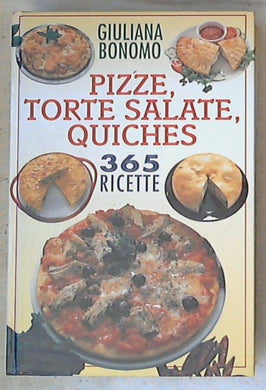 GIULIANA
BONOMO
PIZZE,
TORTE SALATE,
QUICHES
365
RICETTE